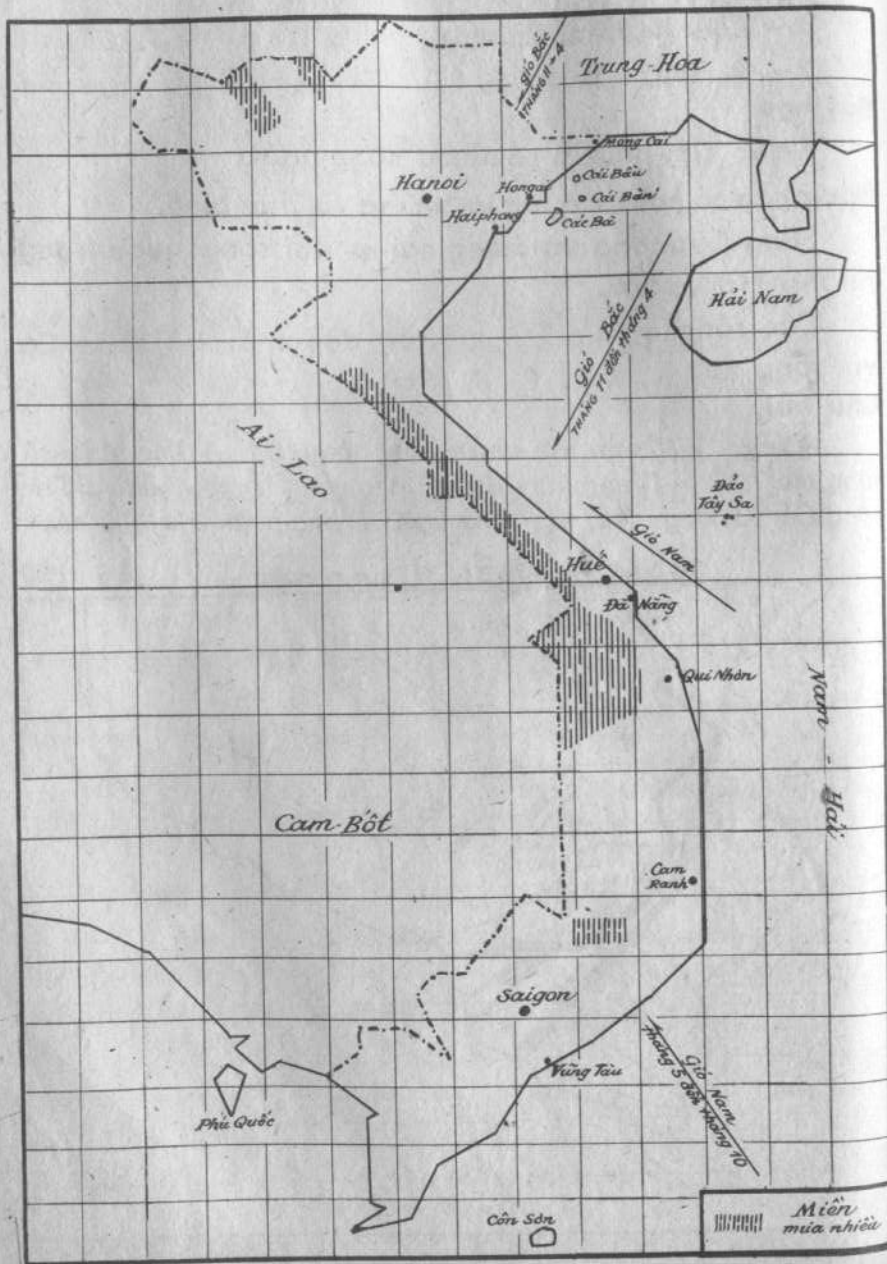 Gió Bắc
THÁNG 11→4
Trung-Hoa
Mong Cai
Hanoi
Hongai
Cái Bầu
Cái Bàn
Haiphong
Các Bà
Hải Nam
Gió Bắc
THÁNG 11 đến tháng 4
Ai-Lao
Đảo
Tây Sa
Gió Nam
Huế
Đà Nẵng
Qui Nhơn
Nam-Hải
Cam-Bốt
Cam
Ranh
Saigon
Vũng Tàu
Gió Nam
Tháng 5 đến tháng 10
Phú Quốc
Côn Sơn
Miền
mưa nhiều